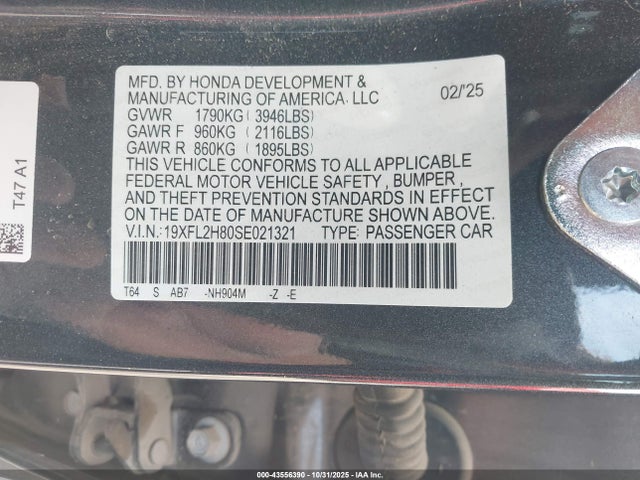 MFD. BY HONDA DEVELOPMENT &
MANUFACTURING OF AMERICA, LLC 02/'25
GVWR 1790KG ( 3946LBS)
GAWR F 960KG ( 2116LBS)
GAWR R 860KG ( 1895LBS)
THIS VEHICLE CONFORMS TO ALL APPLICABLE
FEDERAL MOTOR VEHICLE SAFETY , BUMPER ,
AND THEFT PREVENTION STANDARDS IN EFFECT
ON THE DATE OF MANUFACTURE SHOWN ABOVE.
V.I.N.:19XFL2H80SE021321 TYPE: PASSENGER CAR
T64 S AB7 -NH904M -Z -E
T47 A1
000-43556390 - 10/31/2025 - IAA Inc.